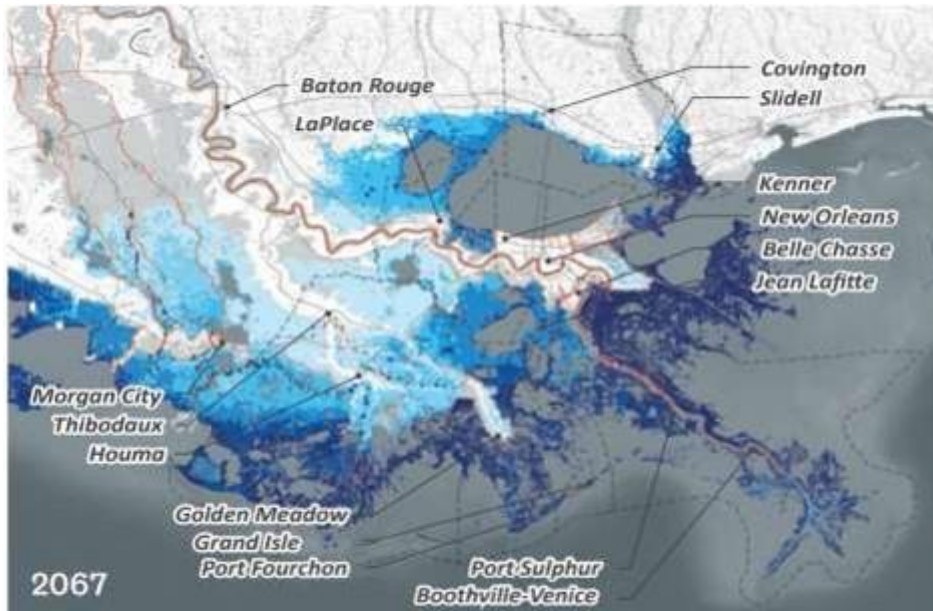 Baton Rouge
LaPlace
Covington
Slidell
Kenner
New Orleans
Belle Chasse
Jean Lafitte
Morgan City
Thibodaux
Houma
Golden Meadow
Grand Isle
Port Fourchon
Port Sulphur
Boothville-Venice
2067